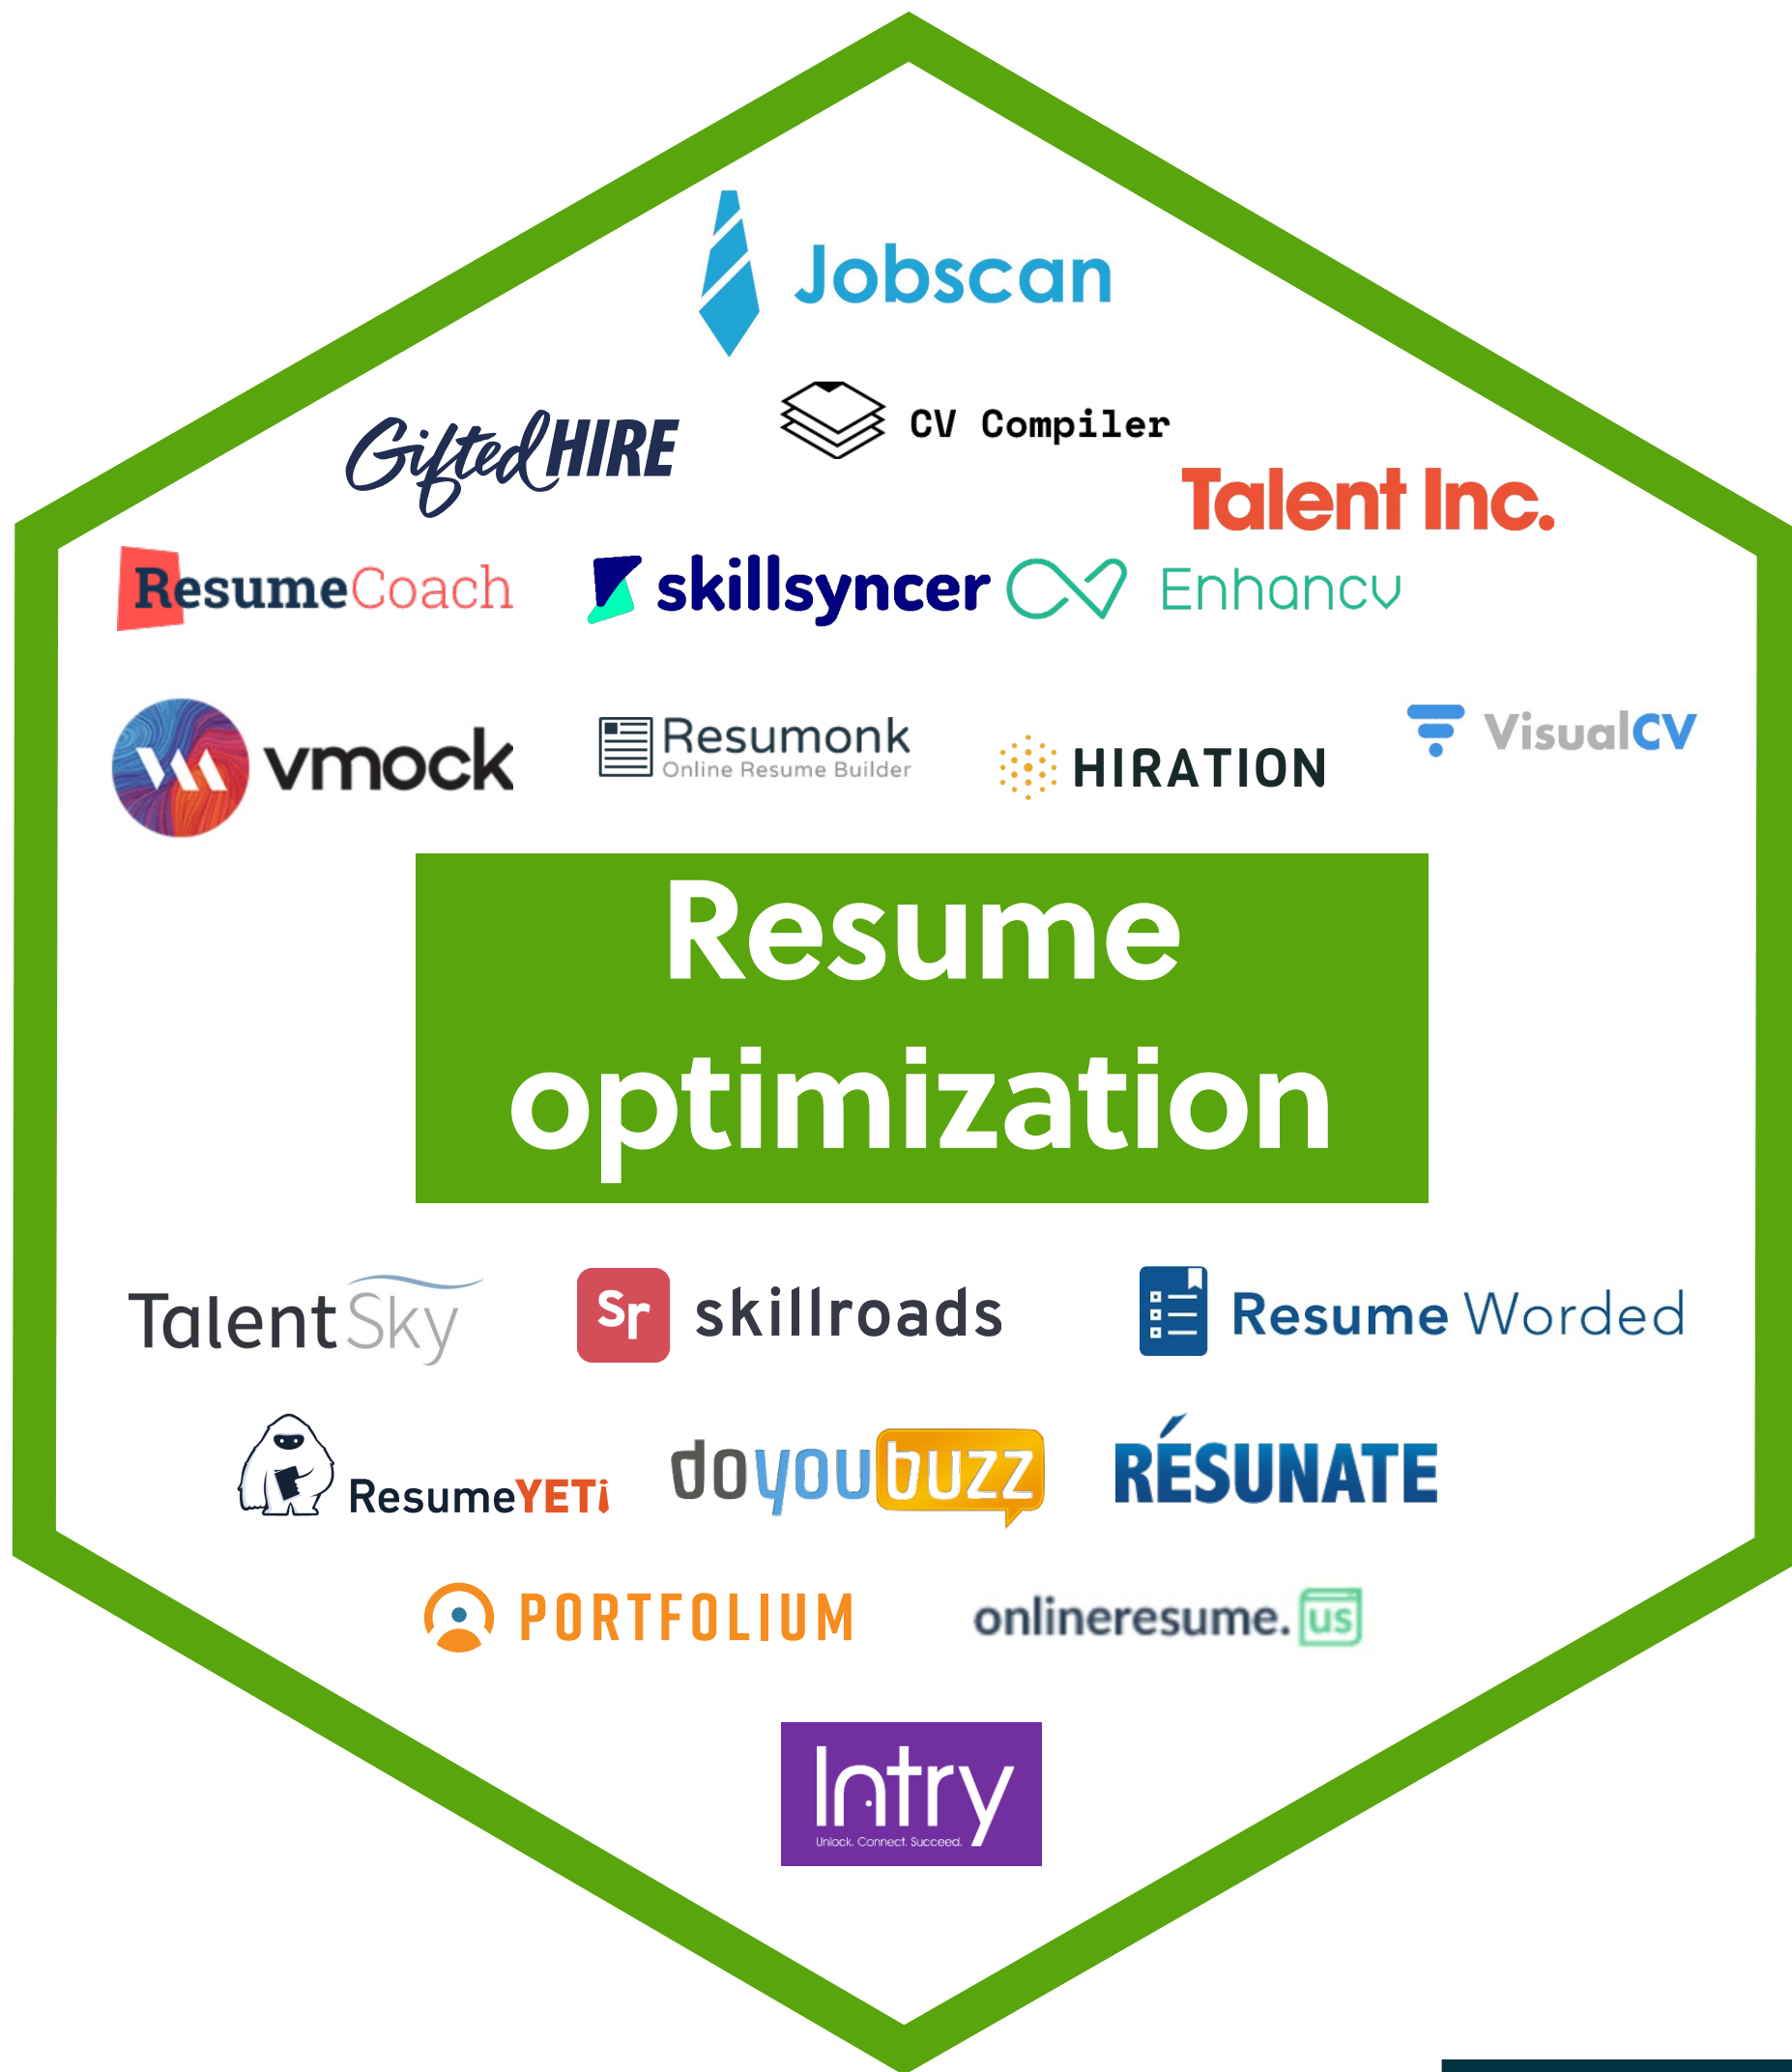 Jobscan
GiftedHIRE
CV Compiler
Talent Inc.
ResumeCoach
skillsyncer
Enhancv
vmock
Resumonk
Online Resume Builder
HIRATION
VisualCV
Resume
optimization
TalentSky
Sr skillroads
Resume Worded
ResumeYETi
doyoubuzz
RÉSUNATE
PORTFOLIUM
onlineresume.us
Intry
Unlock. Connect. Succeed.